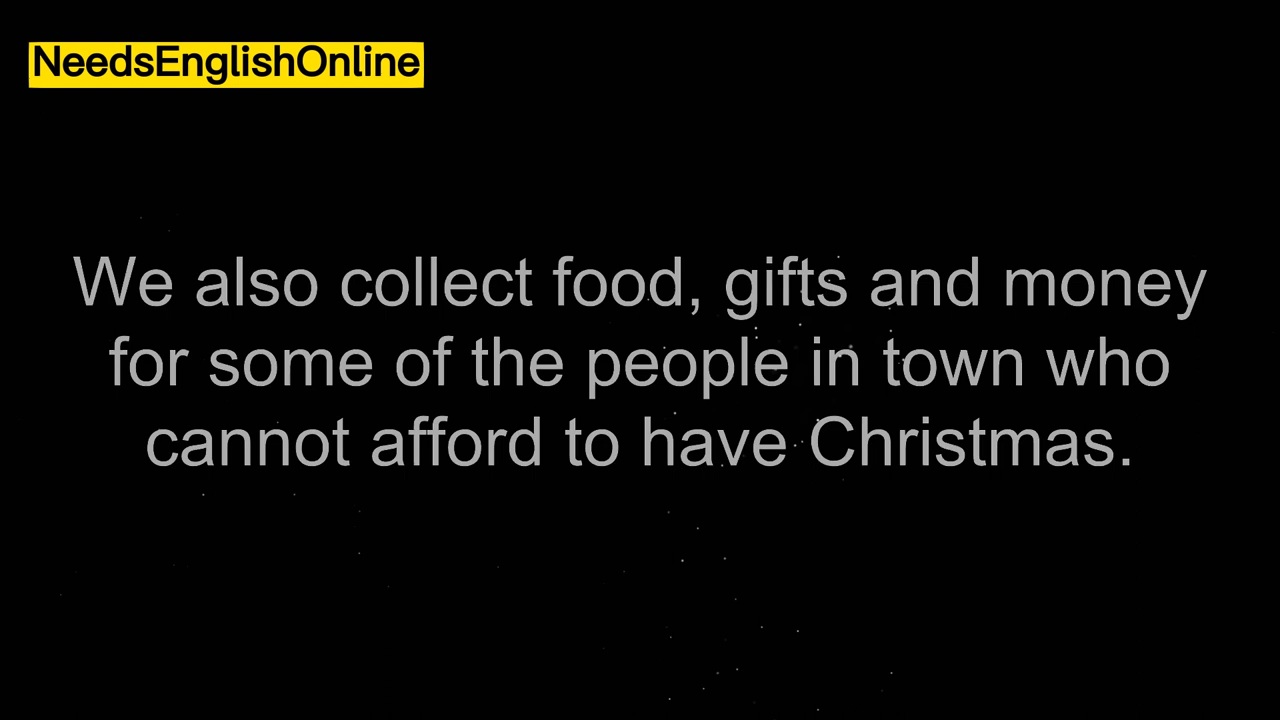 NeedsEnglishOnline
We also collect food, gifts and money
for some of the people in town who
cannot afford to have Christmas.